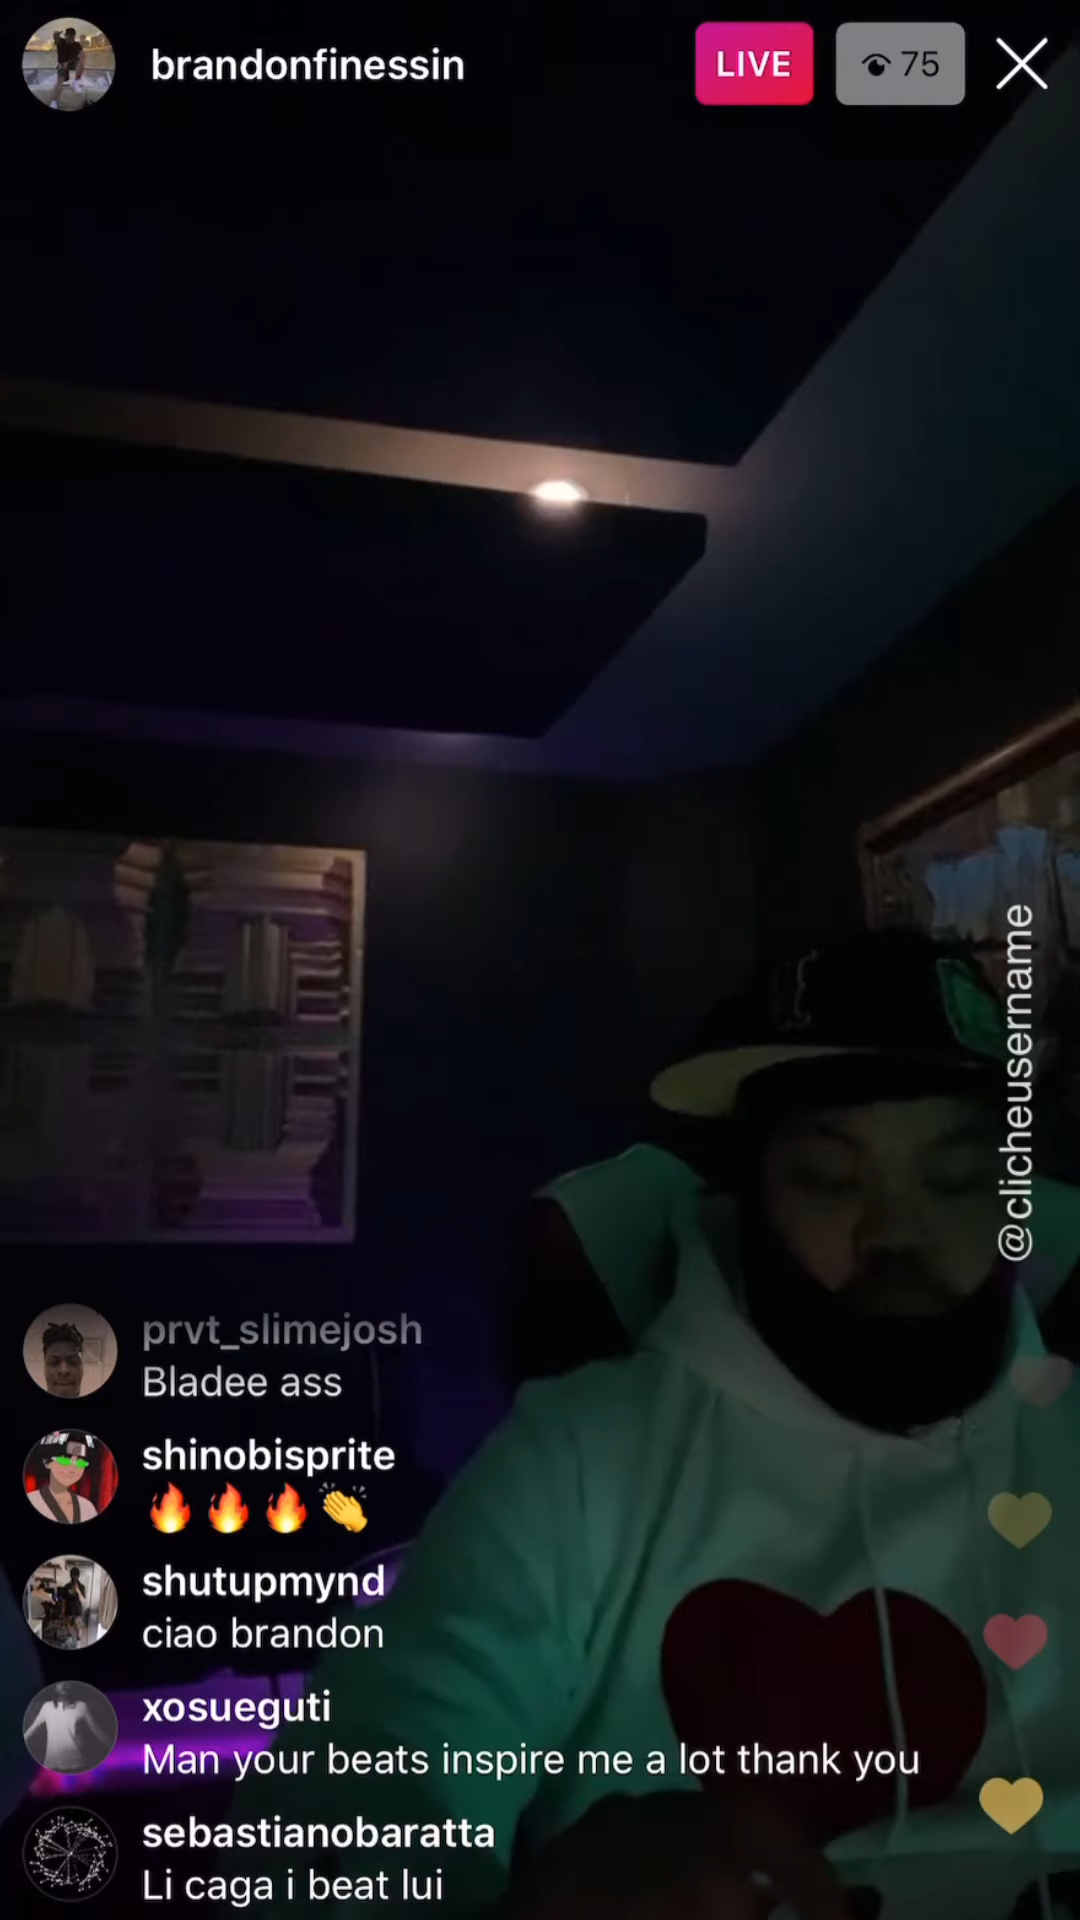 brandonfinessin
LIVE
75
@clicheusername
prvt_slimejosh
Bladee ass
shinobisprite
🔥🔥🔥👏
shutupmynd
ciao brandon
xosueguti
Man your beats inspire me a lot thank you
sebastianobaratta
Li caga i beat lui